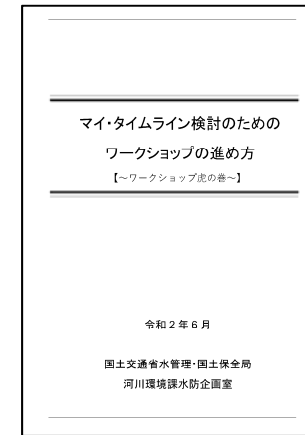 マイ・タイムライン検討のための
ワークショップの進め方
【～ワークショップ虎の巻～】
令和２年６月
国土交通省水管理・国土保全局
河川環境課水防企画室